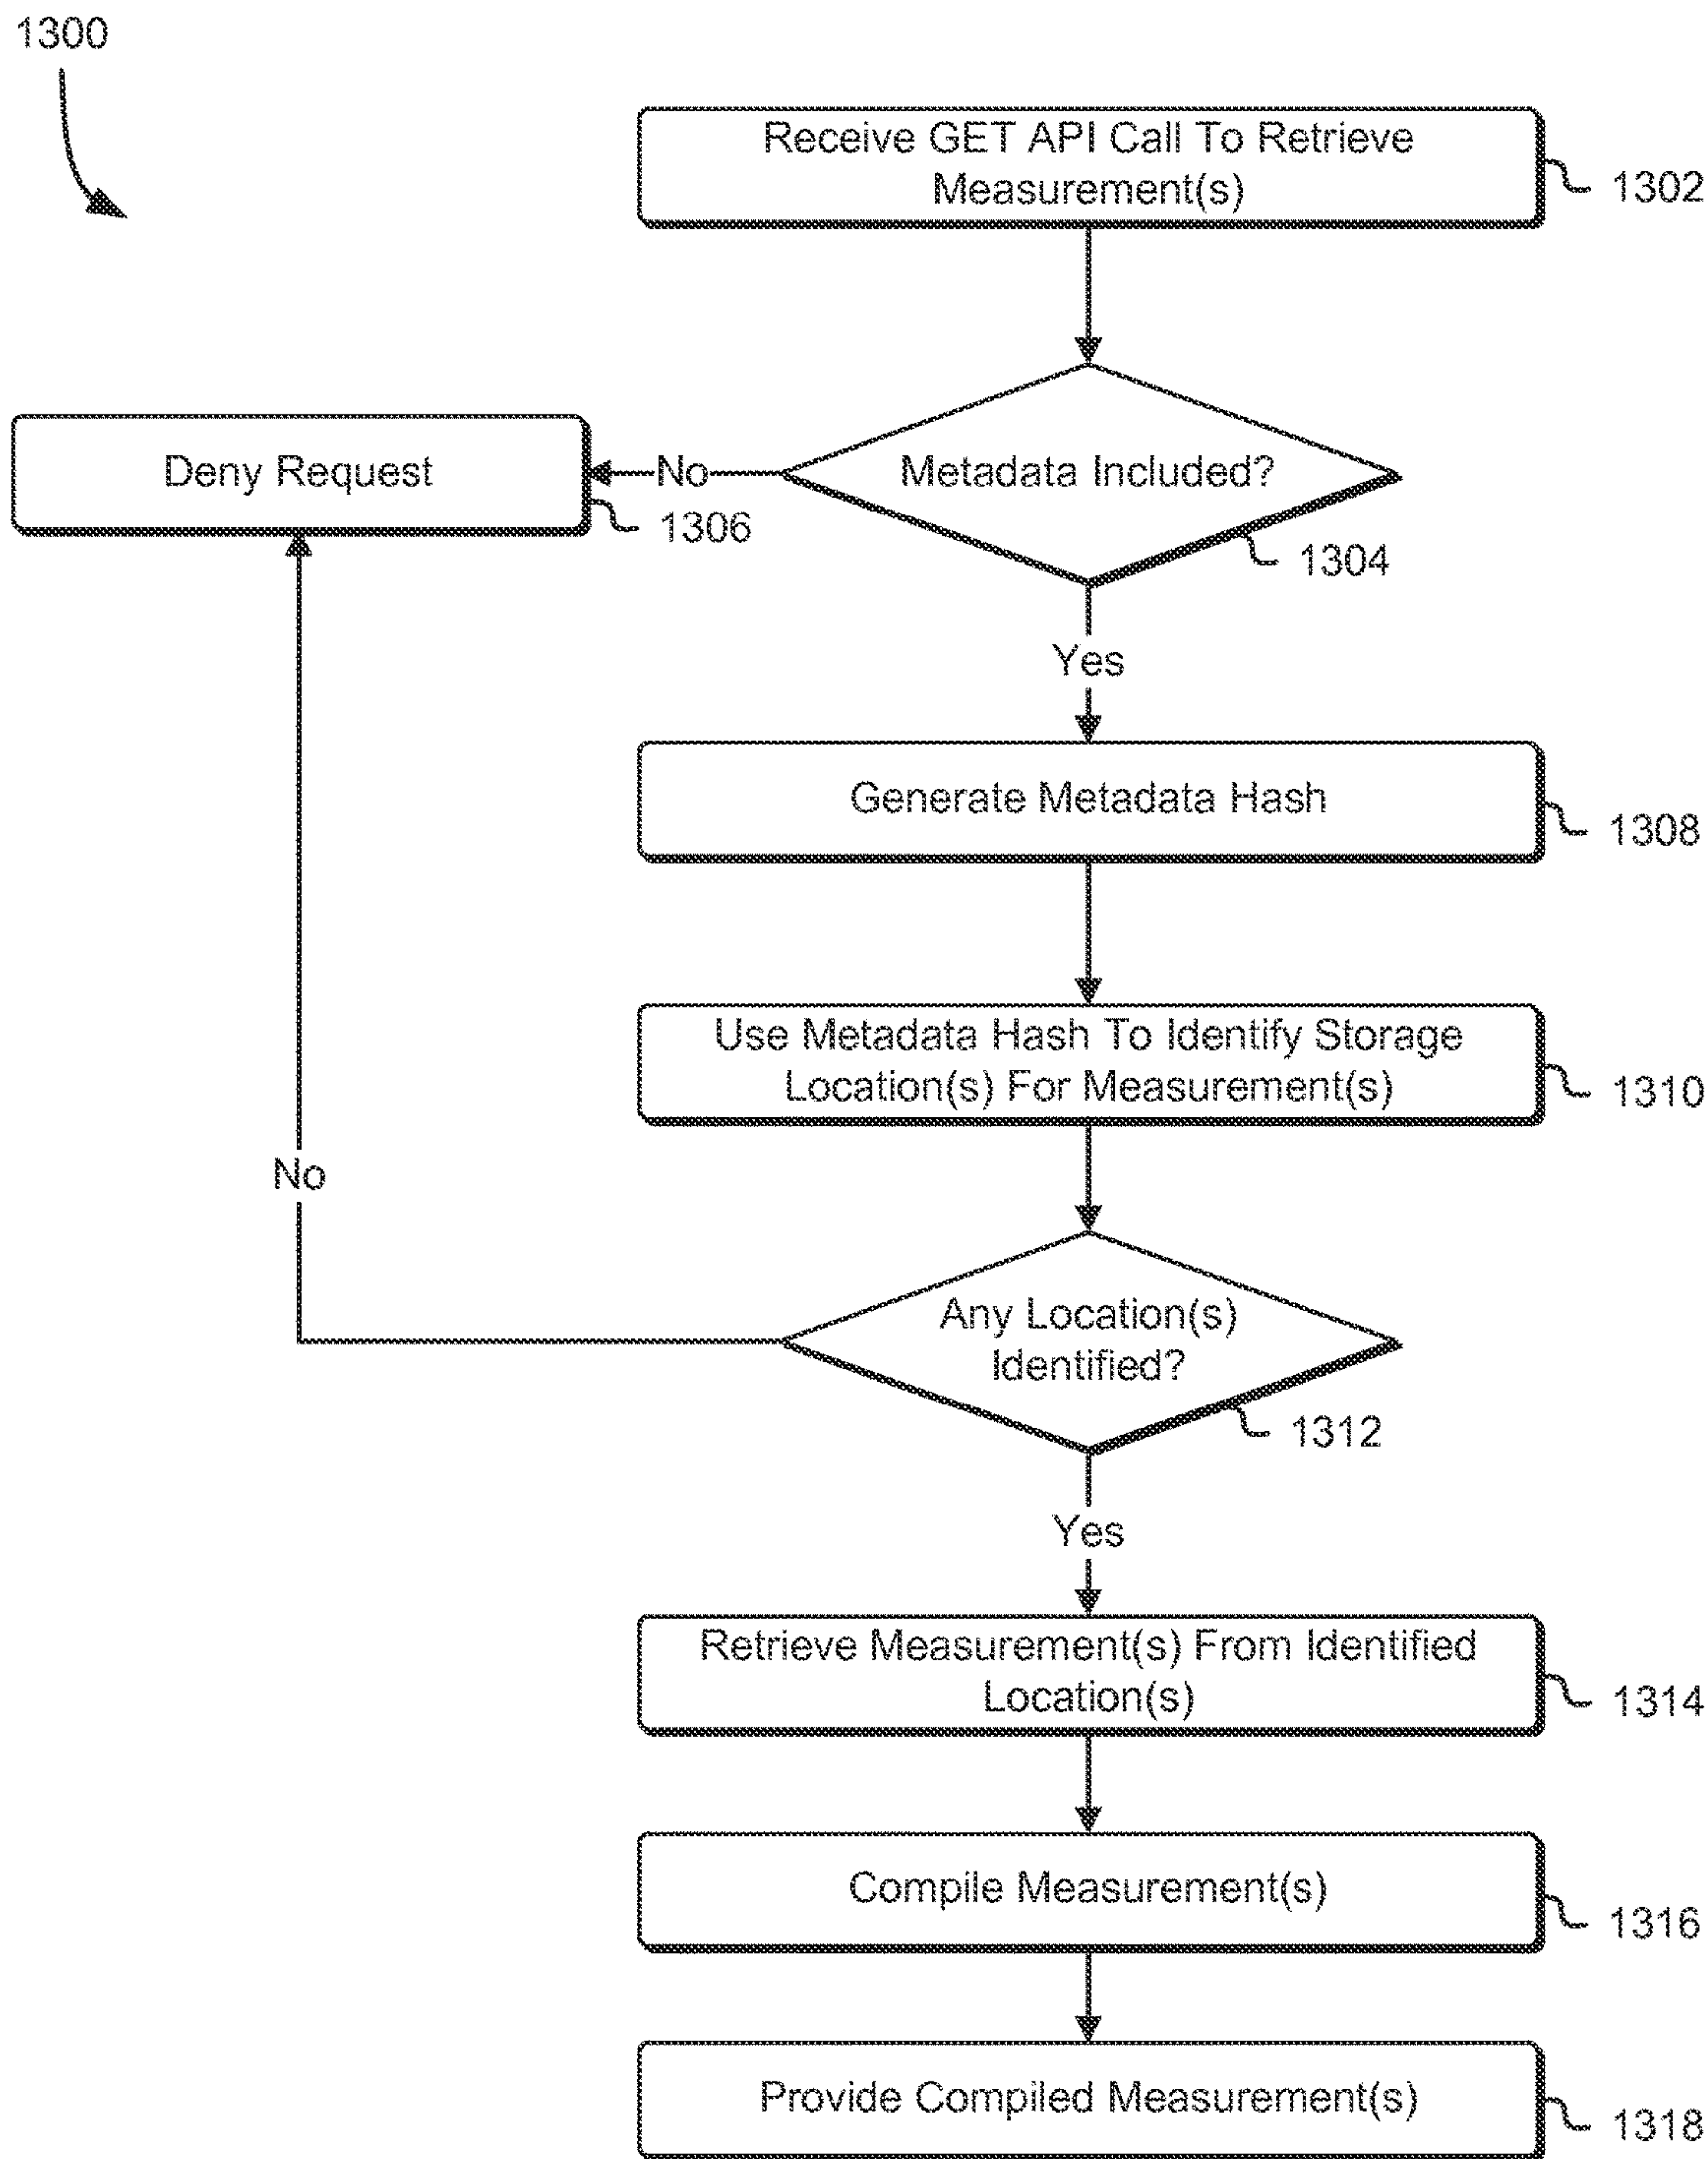 1300
Receive GET API Call To Retrieve
Measurement(s)
1302
Metadata Included?
1304
No
Deny Request
1306
Yes
Generate Metadata Hash
1308
Use Metadata Hash To Identify Storage
Location(s) For Measurement(s)
1310
Any Location(s)
Identified?
1312
No
Yes
Retrieve Measurement(s) From Identified
Location(s)
1314
Compile Measurement(s)
1316
Provide Compiled Measurement(s)
1318